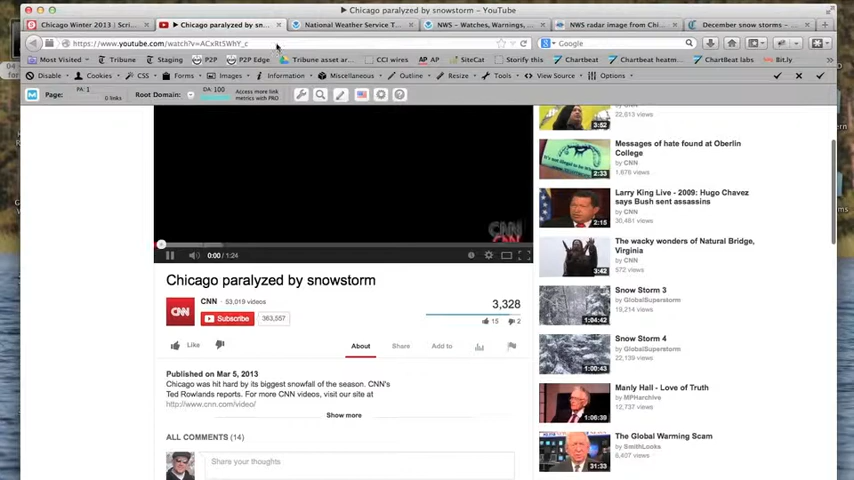 ▶ Chicago paralyzed by snowstorm – YouTube
Chicago Winter 2013 | Scri...
▶ Chicago paralyzed by sn...
National Weather Service T...
NWS - Watches, Warnings, ...
NWS radar image from Chi...
December snow storms - ...
https://www.youtube.com/watch?v=ACxRtSWhY_c
Google
Most Visited
Tribune
Staging
P2P
P2P Edge
Tribune asset ar...
CCI wires
AP AP
SiteCat
Storify this
Chartbeat
Chartbeat heatm...
Chartbeat labs
Bit.ly
Disable
Cookies
CSS
Forms
Images
Information
Miscellaneous
Outline
Resize
Tools
View Source
Options
Page:
PA 1
0 links
Root Domain:
DA 100
Access more link
metrics with PRO
CNN
0:00 / 1:24
Chicago paralyzed by snowstorm
CNN
CNN · 53,019 videos
Subscribe
363,557
3,328
15
2
Like
About
Share
Add to
Published on Mar 5, 2013
Chicago was hit hard by its biggest snowfall of the season. CNN's
Ted Rowlands reports. For more CNN videos, visit our site at
http://www.cnn.com/video/
Show more
ALL COMMENTS (14)
Share your thoughts
3:52
22,613 views
2:33
Messages of hate found at Oberlin
College
by CNN
1,676 views
2:15
Larry King Live - 2009: Hugo Chavez
says Bush sent assassins
by CNN
30,461 views
3:42
The wacky wonders of Natural Bridge,
Virginia
by CNN
572 views
1:04:42
Snow Storm 3
by GlobalSuperstorm
19,214 views
1:00:43
Snow Storm 4
by GlobalSuperstorm
22,139 views
1:06:39
Manly Hall - Love of Truth
by MPHarchive
12,737 views
31:33
The Global Warming Scam
by SmithLooks
6,407 views